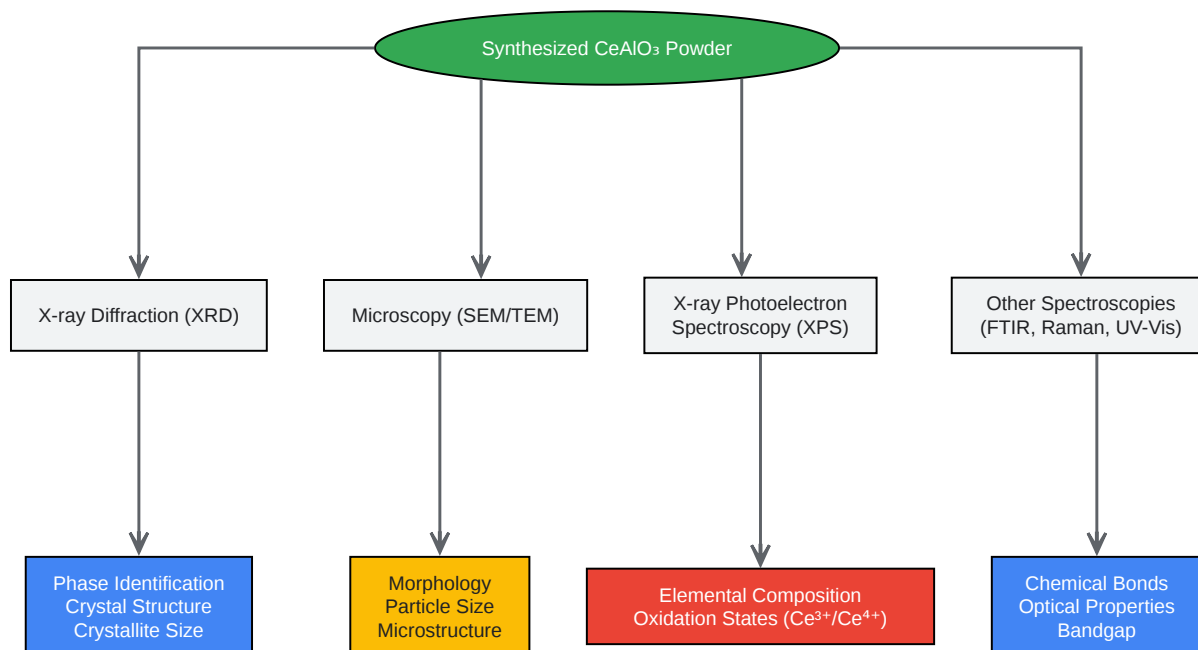 Synthesized CeAlO₃ Powder
X-ray Diffraction (XRD)
Microscopy (SEM/TEM)
X-ray Photoelectron
Spectroscopy (XPS)
Other Spectroscopies
(FTIR, Raman, UV-Vis)
Phase Identification
Crystal Structure
Crystallite Size
Morphology
Particle Size
Microstructure
Elemental Composition
Oxidation States (Ce³⁺/Ce⁴⁺)
Chemical Bonds
Optical Properties
Bandgap